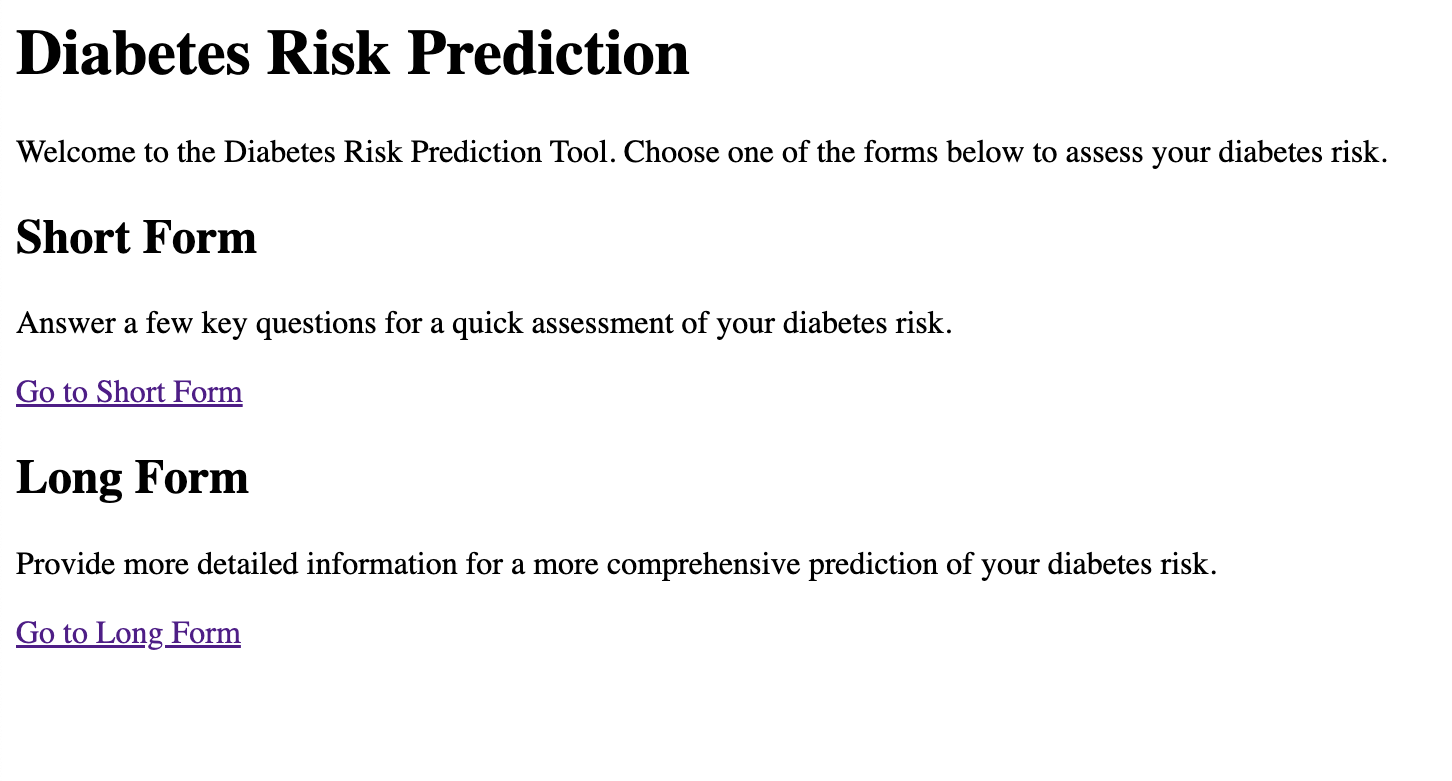 Diabetes Risk Prediction
Welcome to the Diabetes Risk Prediction Tool. Choose one of the forms below to assess your diabetes risk.
Short Form
Answer a few key questions for a quick assessment of your diabetes risk.
Go to Short Form
Long Form
Provide more detailed information for a more comprehensive prediction of your diabetes risk.
Go to Long Form